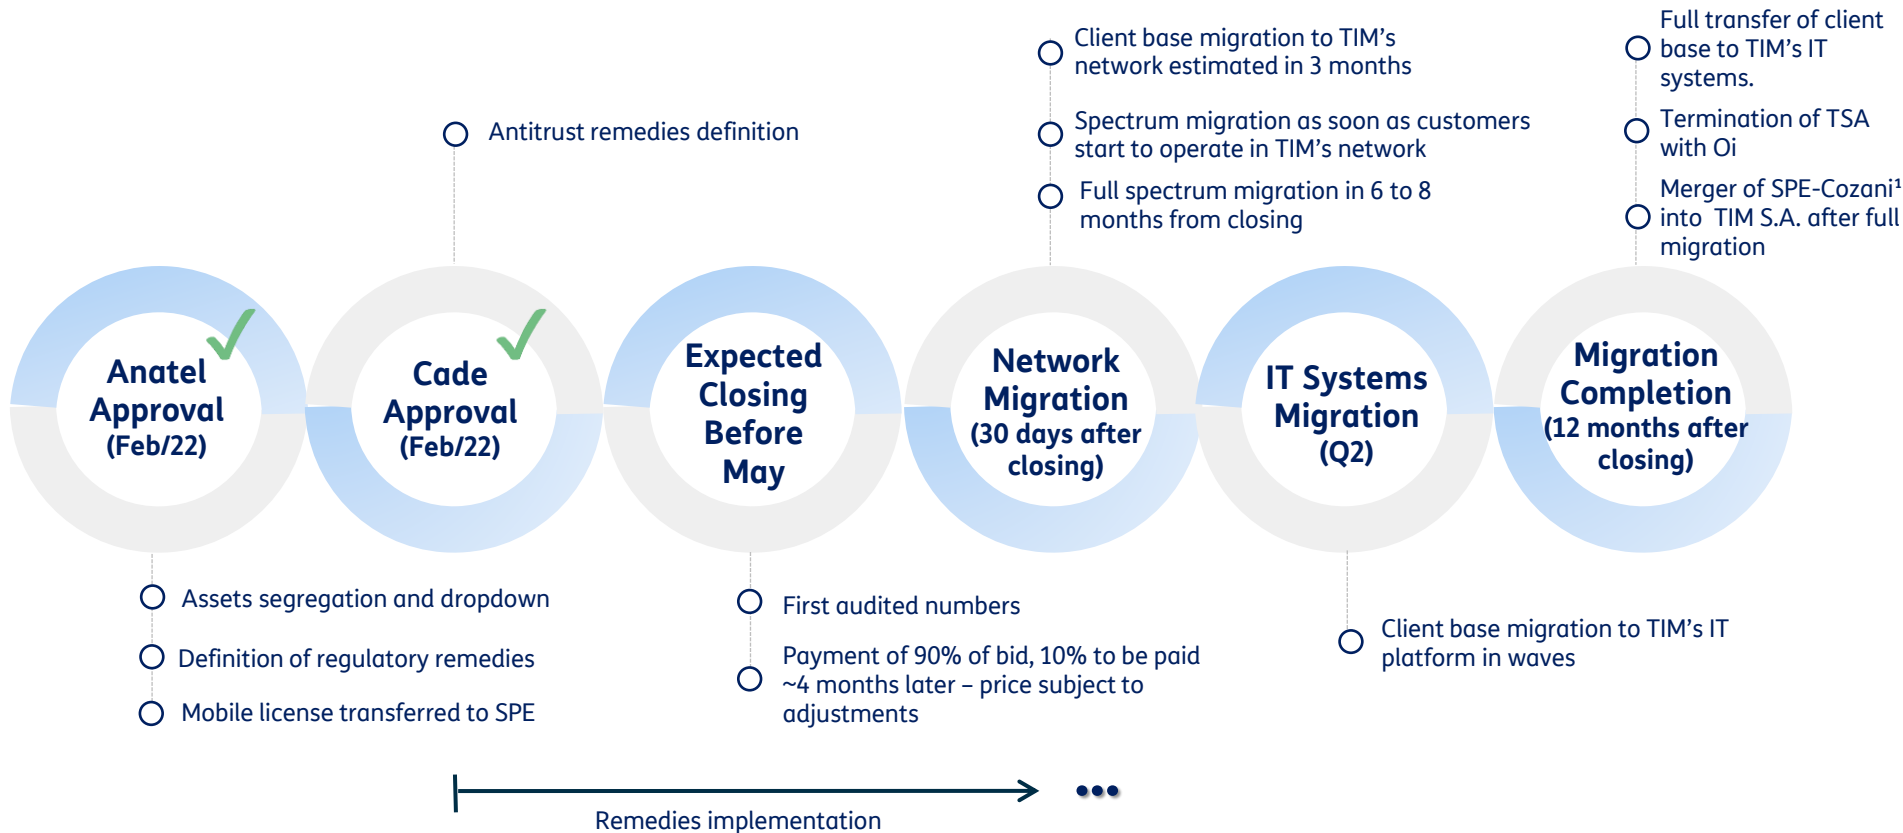 Client base migration to TIM's
network estimated in 3 months
Spectrum migration as soon as customers
start to operate in TIM's network
Full spectrum migration in 6 to 8
months from closing
Full transfer of client
base to TIM's IT
systems.
Termination of TSA
with Oi
Merger of SPE-Cozani¹
into TIM S.A. after full
migration
Antitrust remedies definition
Anatel
Approval
(Feb/22)
Cade
Approval
(Feb/22)
Expected
Closing
Before
May
Network
Migration
(30 days after
closing)
IT Systems
Migration
(Q2)
Migration
Completion
(12 months after
closing)
Assets segregation and dropdown
Definition of regulatory remedies
Mobile license transferred to SPE
First audited numbers
Payment of 90% of bid, 10% to be paid
~4 months later – price subject to
adjustments
Client base migration to TIM's IT
platform in waves
Remedies implementation